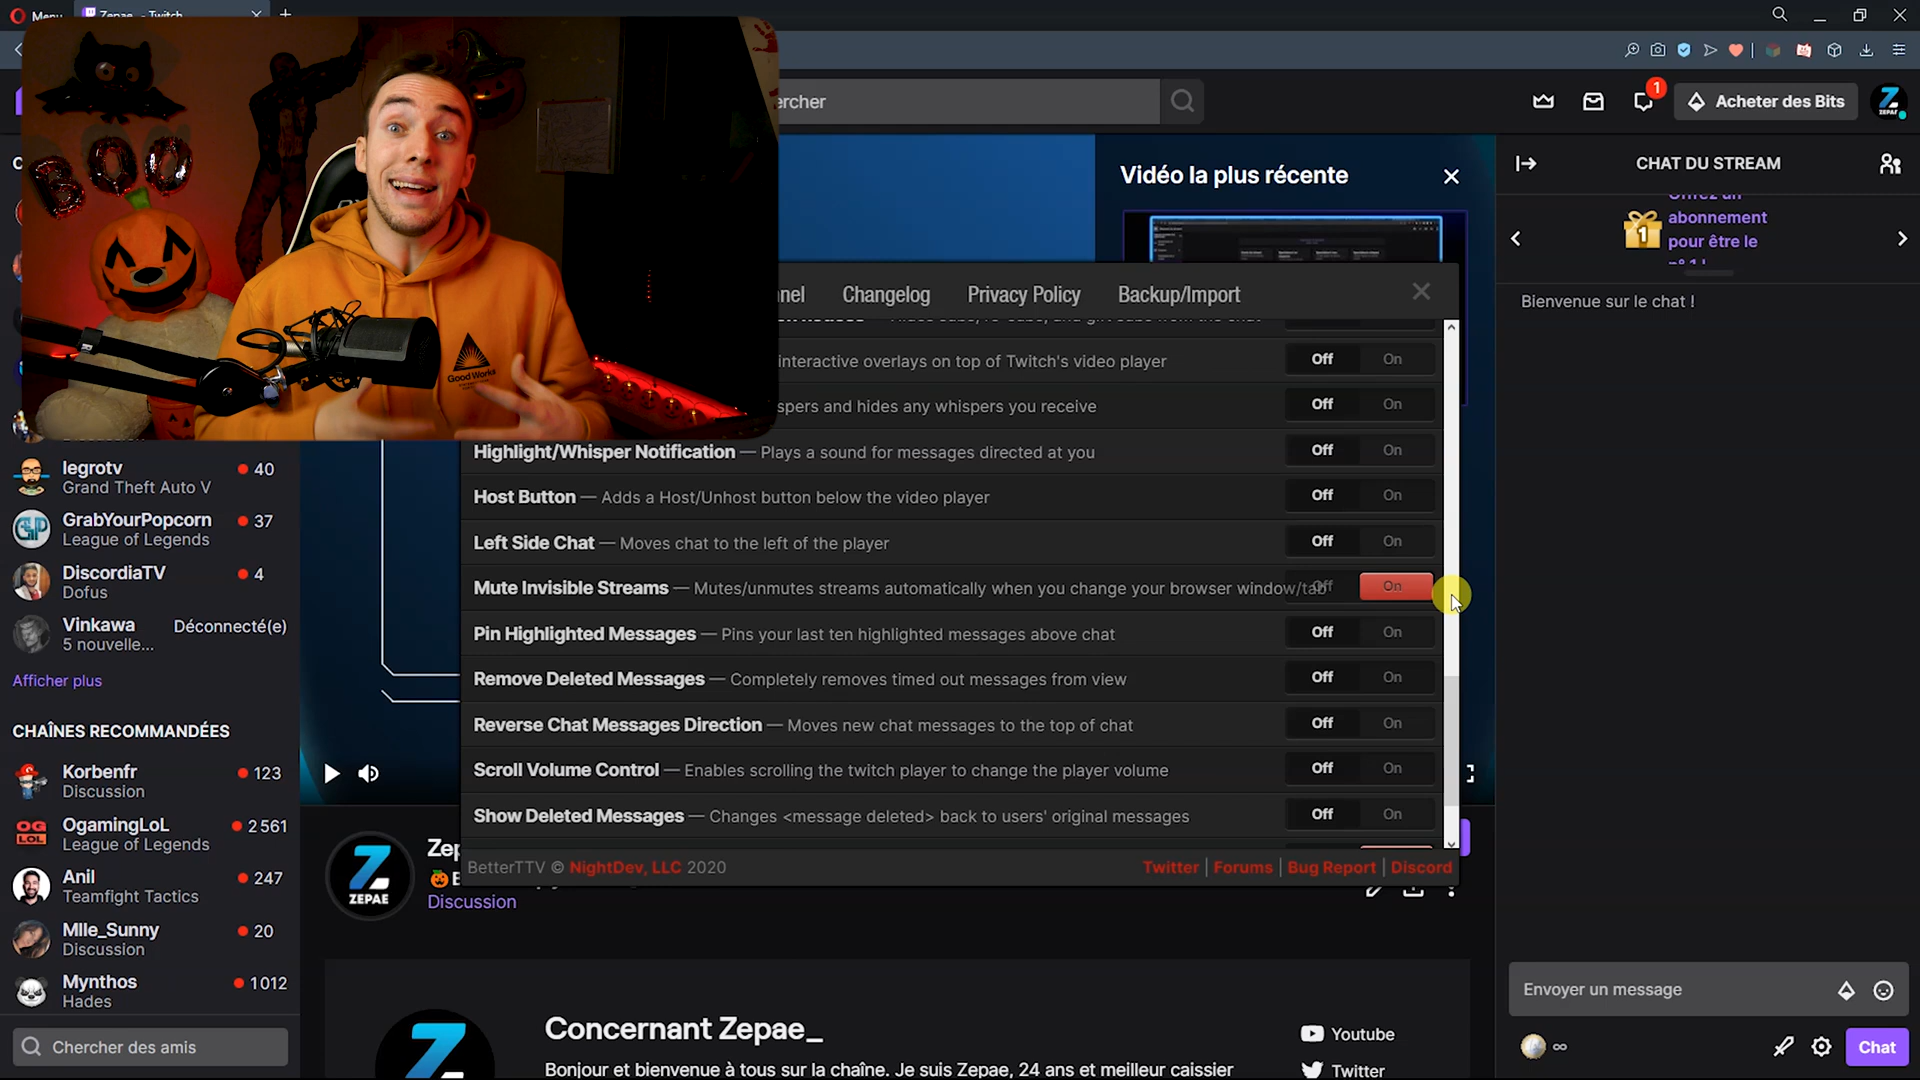 Menu
Zepae_ - Twitch
BOO
Good Works
ercher
1
Acheter des Bits
ZEPAE
Vidéo la plus récente
CHAT DU STREAM
abonnement
pour être le
1
Bienvenue sur le chat !
nel
Changelog
Privacy Policy
Backup/Import
interactive overlays on top of Twitch's video player
Off On
spers and hides any whispers you receive
Off On
Highlight/Whisper Notification — Plays a sound for messages directed at you
Off On
Host Button — Adds a Host/Unhost button below the video player
Off On
Left Side Chat — Moves chat to the left of the player
Off On
Mute Invisible Streams — Mutes/unmutes streams automatically when you change your browser window/tab
Off On
Pin Highlighted Messages — Pins your last ten highlighted messages above chat
Off On
Remove Deleted Messages — Completely removes timed out messages from view
Off On
Reverse Chat Messages Direction — Moves new chat messages to the top of chat
Off On
Scroll Volume Control — Enables scrolling the twitch player to change the player volume
Off On
Show Deleted Messages — Changes <message deleted> back to users' original messages
Off On
BetterTTV © NightDev, LLC 2020
Twitter | Forums | Bug Report | Discord
legrotv 40
Grand Theft Auto V
GrabYourPopcorn 37
League of Legends
DiscordiaTV 4
Dofus
Vinkawa Déconnecté(e)
5 nouvelle...
Afficher plus
CHAÎNES RECOMMANDÉES
Korbenfr 123
Discussion
OgamingLoL 2 561
League of Legends
Anil 247
Teamfight Tactics
Mlle_Sunny 20
Discussion
Mynthos 1 012
Hades
Chercher des amis
ZEPAE
Zep
Discussion
Concernant Zepae_
Bonjour et bienvenue à tous sur la chaîne. Je suis Zepae, 24 ans et meilleur caissier
Youtube
Twitter
Envoyer un message
∞
Chat